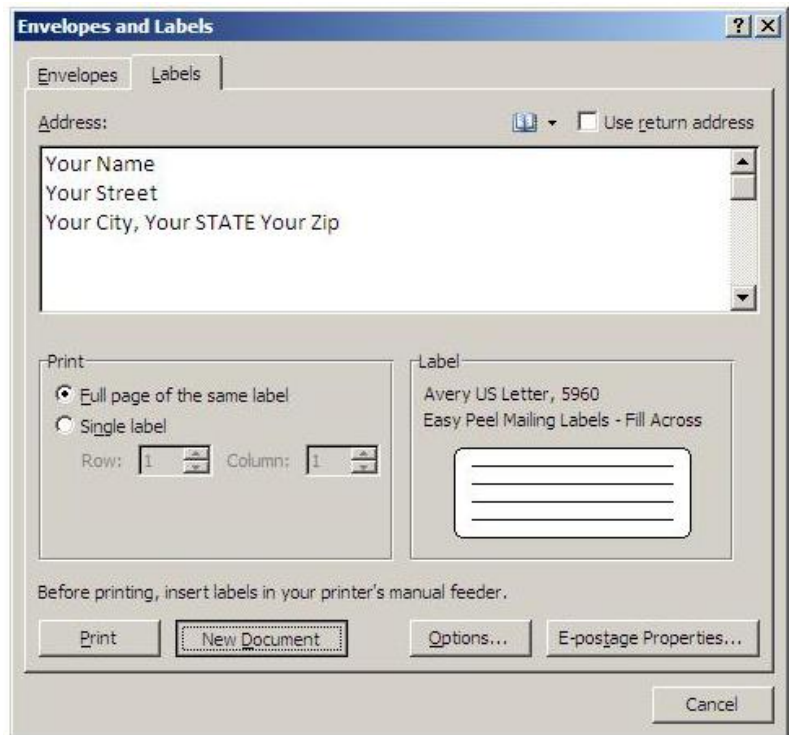 Envelopes and Labels
Envelopes Labels
Address: Use return address
Your Name
Your Street
Your City, Your STATE Your Zip
Print
Full page of the same label
Single label
Row: 1 Column: 1
Label
Avery US Letter, 5960
Easy Peel Mailing Labels - Fill Across
Before printing, insert labels in your printer's manual feeder.
Print New Document Options... E-postage Properties...
Cancel